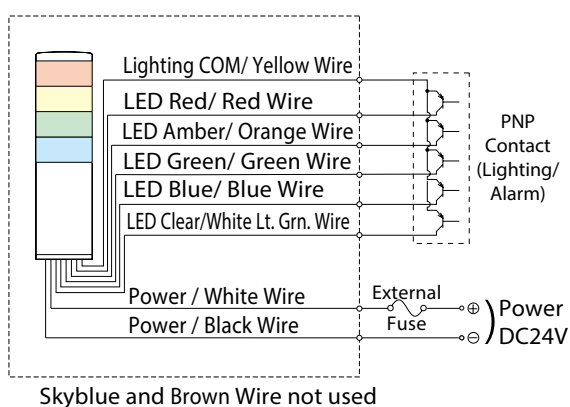 Lighting COM/ Yellow Wire
LED Red/ Red Wire
LED Amber/ Orange Wire
LED Green/ Green Wire
LED Blue/ Blue Wire
LED Clear/White Lt. Grn. Wire
PNP
Contact
(Lighting/
Alarm)
Power / White Wire
External
Fuse
⊕
Power
Power / Black Wire
⊖
DC24V
Skyblue and Brown Wire not used